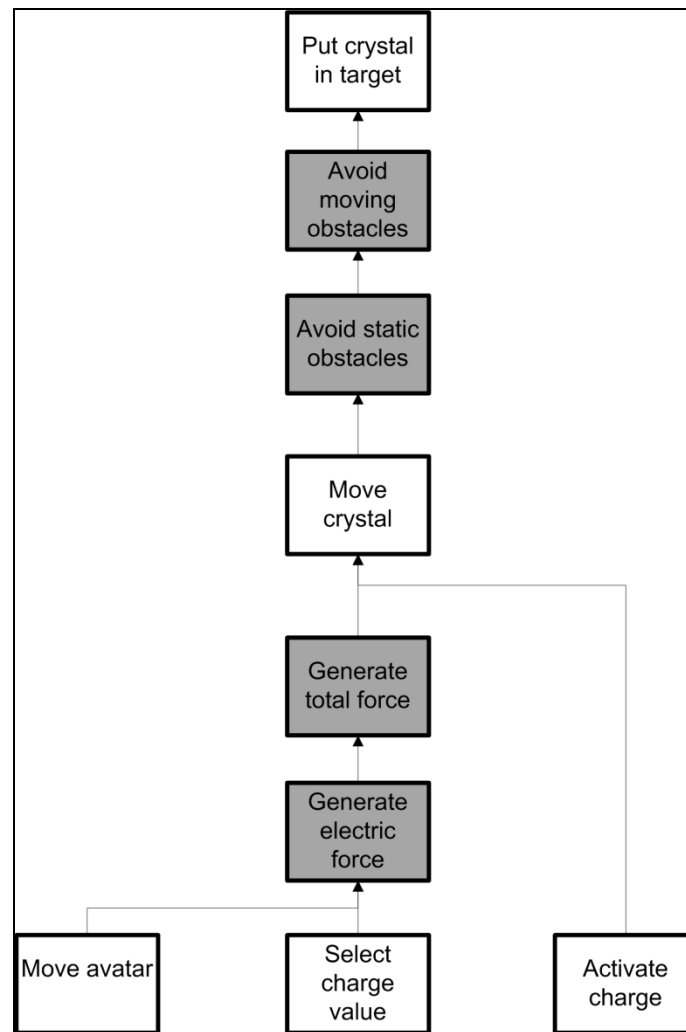 Put crystal
in target
Avoid
moving
obstacles
Avoid static
obstacles
Move
crystal
Generate
total force
Generate
electric
force
Move avatar
Select
charge
value
Activate
charge